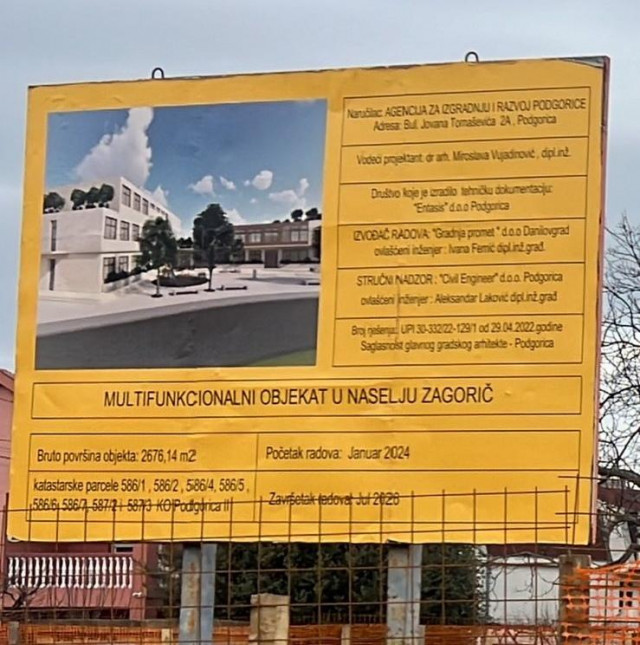 Naručilac: AGENCIJA ZA IZGRADNJU I RAZVOJ PODGORICE
Adresa: Bul. Jovana Tomaševića 2A , Podgorica
Vodeći projektant: dr arh. Miroslava Vujadinović , dipl.inž.
Društvo koje je izradilo tehničku dokumentaciju:
"Entasis" d.o.o Podgorica
IZVOĐAČ RADOVA: "Gradnja promet " d.o.o Danilovgrad
ovlašćeni inženjer : Ivana Femić dipl.inž.građ.
STRUČNI NADZOR : "Civil Engineer" d.o.o. Podgorica
ovlašćeni inženjer : Aleksandar Laković dipl.inž.građ
Broj rješenja: UPI 30-332/22-129/1 od 29.04.2022.godine
Saglasnost glavnog gradskog arhitekte - Podgorica
MULTIFUNKCIONALNI OBJEKAT U NASELJU ZAGORIČ
Bruto površina objekta: 2676,14 m2
Početak radova: Januar 2024
katastarske parcele 586/1 , 586/2 , 586/4, 586/5 ,
586/6, 586/7, 587/2 i 587/3 KO Podgorica II
Završetak radova: Jul